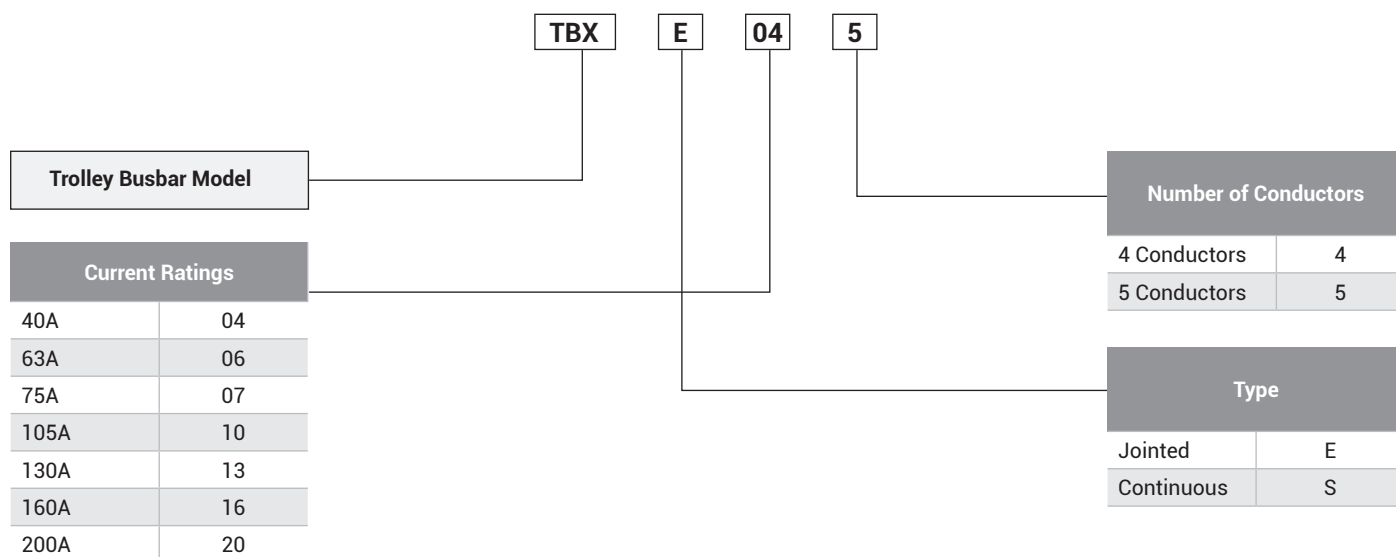 TBX E 04 5
Trolley Busbar Model
Current Ratings
40A 04
63A 06
75A 07
105A 10
130A 13
160A 16
200A 20
Number of Conductors
4 Conductors 4
5 Conductors 5
Type
Jointed E
Continuous S